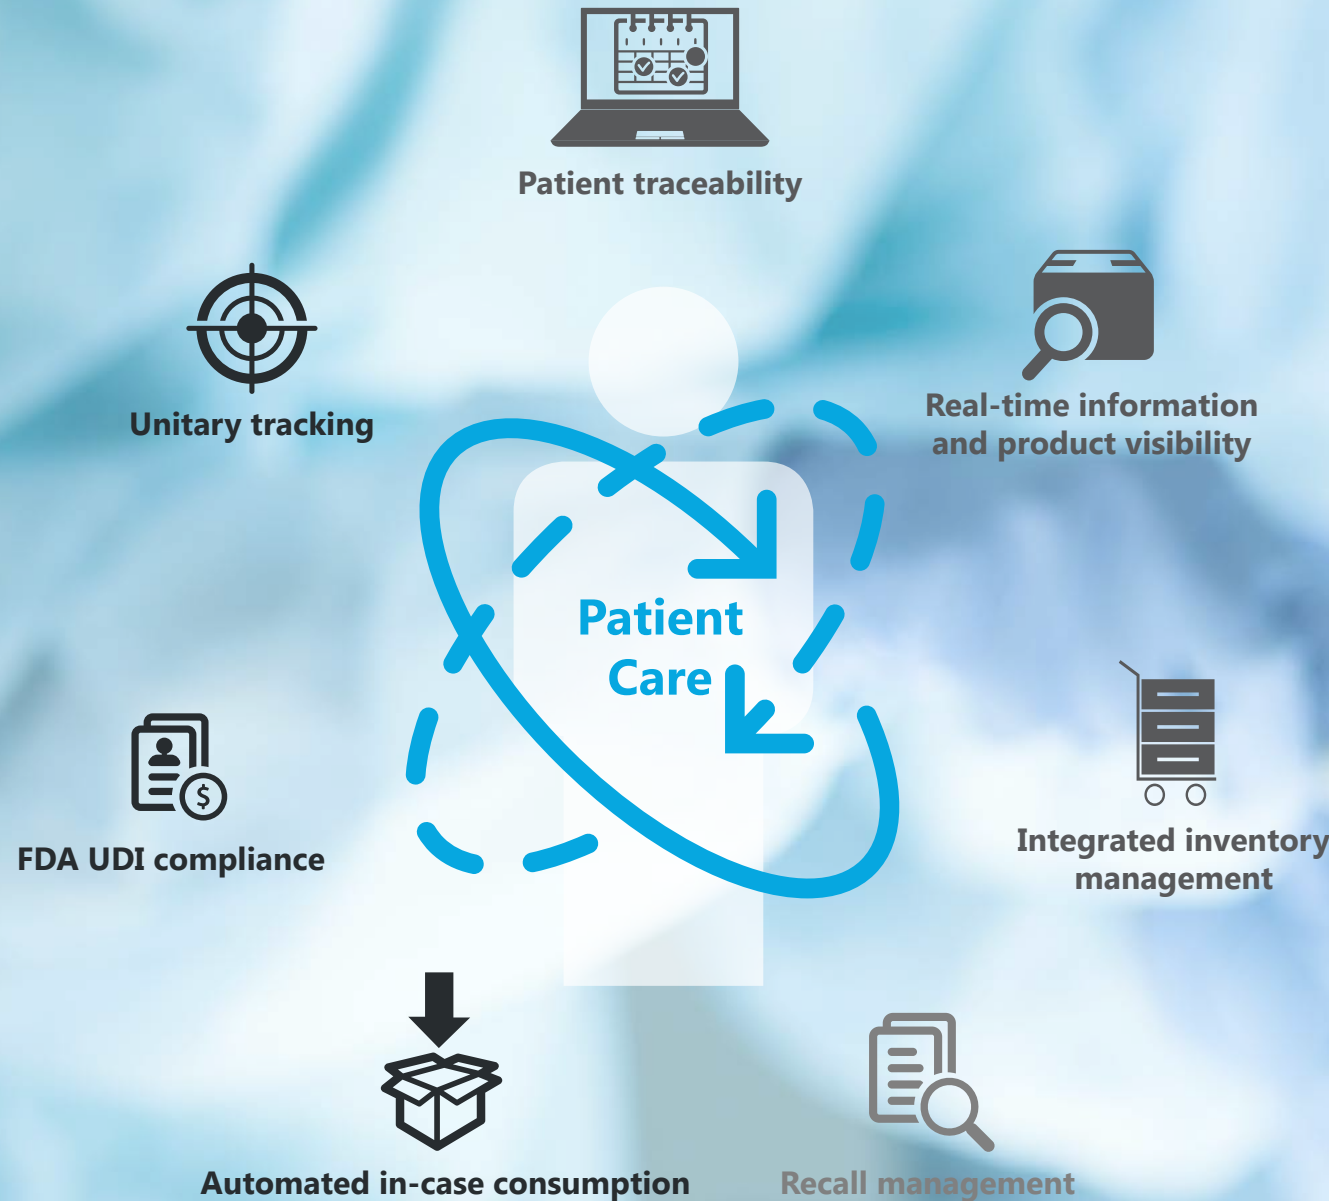 Patient traceability
Unitary tracking
Real-time information
and product visibility
Patient
Care
FDA UDI compliance
$
Integrated inventory
management
Automated in-case consumption
Recall management